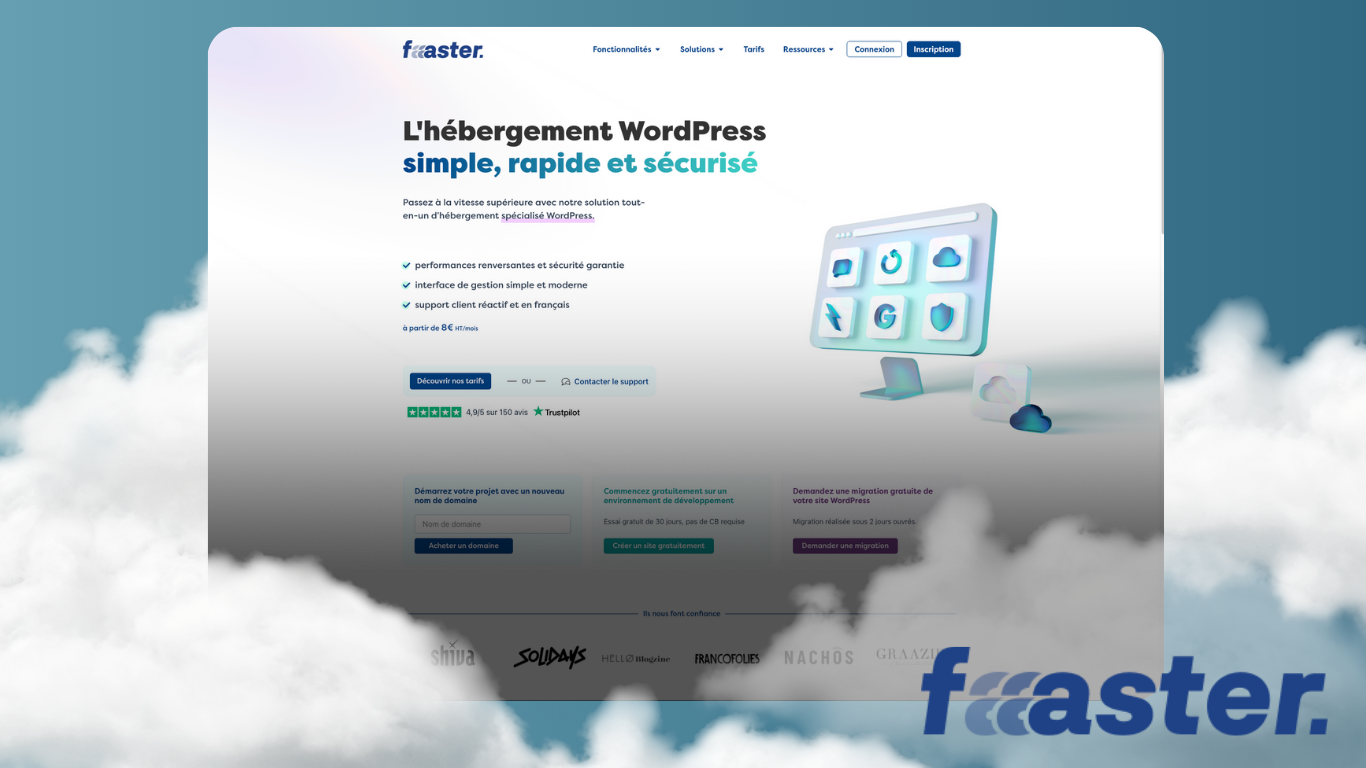 faaaster.
Fonctionnalités
Solutions
Tarifs
Ressources
Connexion
Inscription
L'hébergement WordPress
simple, rapide et sécurisé
Passez à la vitesse supérieure avec notre solution tout-
en-un d'hébergement spécialisé WordPress.
performances renversantes et sécurité garantie
interface de gestion simple et moderne
support client réactif et en français
à partir de 8€ HT/mois
Découvrir nos tarifs
OU
Contacter le support
4,9/5 sur 150 avis
Trustpilot
G
Démarrez votre projet avec un nouveau
nom de domaine
Nom de domaine
Acheter un domaine
Commencez gratuitement sur un
environnement de développement
Essai gratuit de 30 jours, pas de CB requise
Créer un site gratuitement
Demandez une migration gratuite de
votre site WordPress
Migration réalisée sous 2 jours ouvrés.
Demander une migration
Ils nous font confiance
shiva
SOLIDAYS
HELLØ Blogzine
FRANCOFOLIES
NACHOS
faaaster.